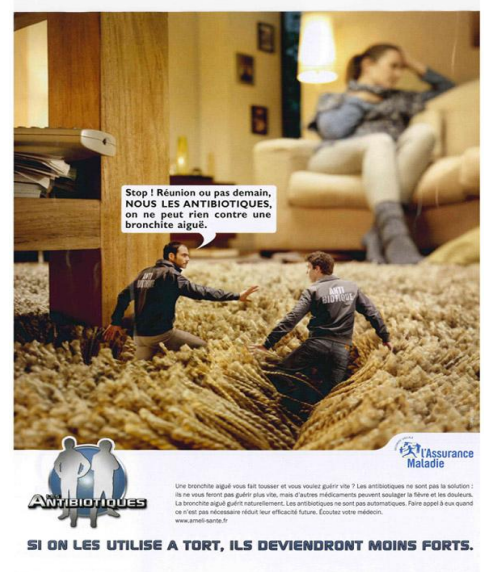 Stop ! Réunion ou pas demain,
NOUS LES ANTIBIOTIQUES,
on ne peut rien contre une
bronchite aiguë.
ANTI
BIOTIQUE
ANTI
BIOTIQUE
l'Assurance
Maladie
ANTIBIOTIQUES
Une bronchite aiguë vous fait tousser et vous voulez guérir vite ? Les antibiotiques ne sont pas la solution :
ils ne vous feront pas guérir plus vite, mais d'autres médicaments peuvent soulager la fièvre et les douleurs.
La bronchite aiguë guérit naturellement. Les antibiotiques ne sont pas automatiques. Faire appel à eux quand
ce n'est pas nécessaire réduit leur efficacité future. Écoutez votre médecin.
www.ameli-sante.fr
SI ON LES UTILISE A TORT, ILS DEVIENDRONT MOINS FORTS.